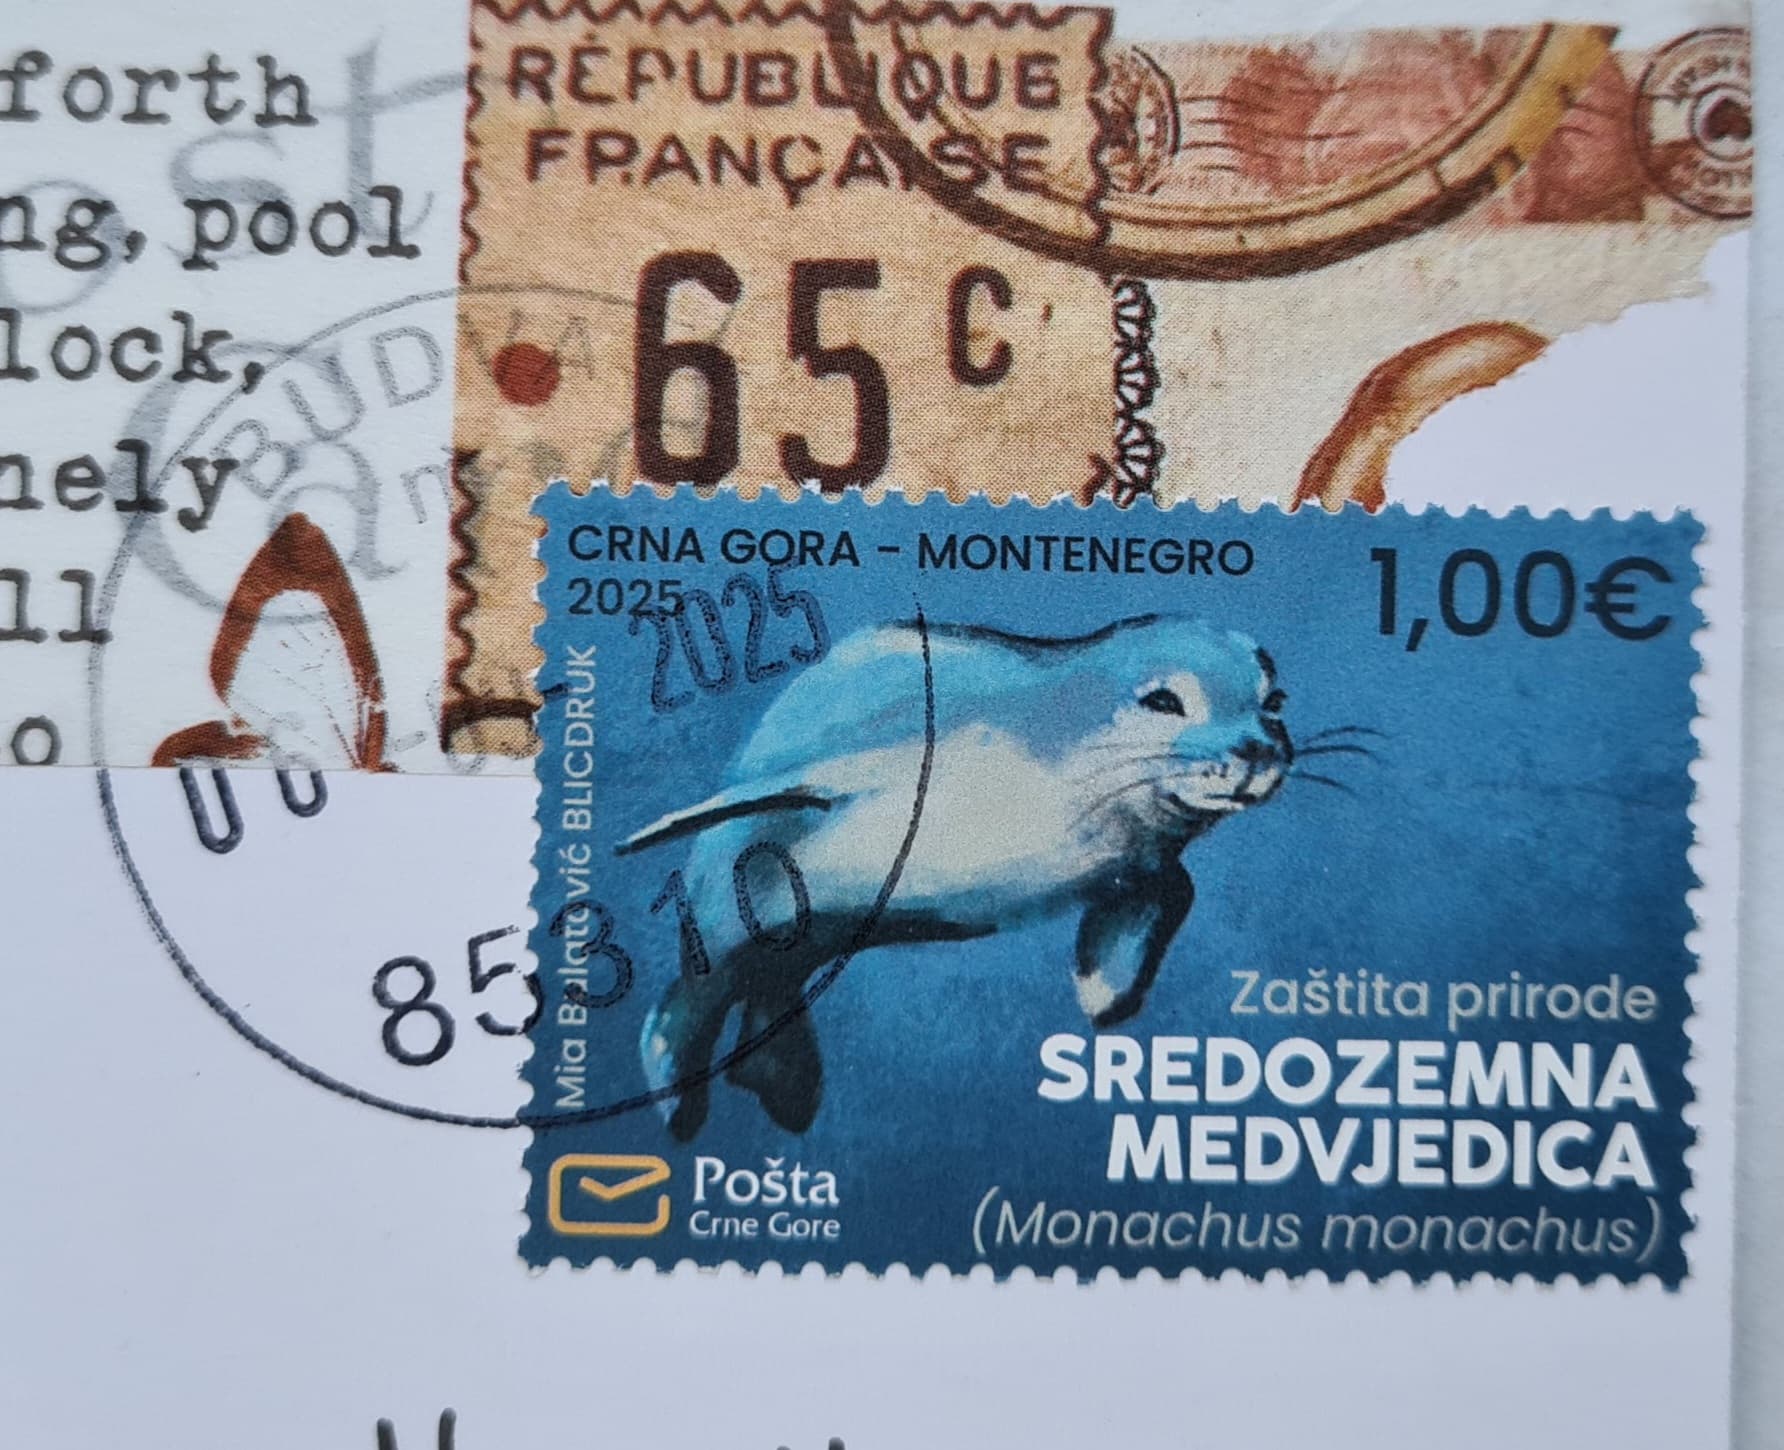 forth
ng, pool
lock,
nely
ll
o
RÉPUBLIQUE
FRANÇAISE
65 c
BUDVA
CRNA GORA – MONTENEGRO
2025
1,00€
2025
85310
Mia Balatović BLICDRUK
Zaštita prirode
SREDOZEMNA
MEDVJEDICA
(Monachus monachus)
Pošta
Crne Gore